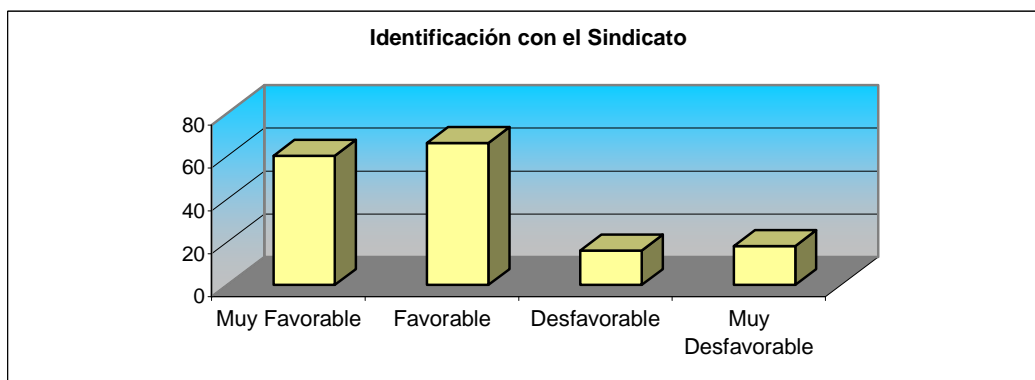 Identificación con el Sindicato
80
60
40
20
0
Muy Favorable
Favorable
Desfavorable
Muy
Desfavorable